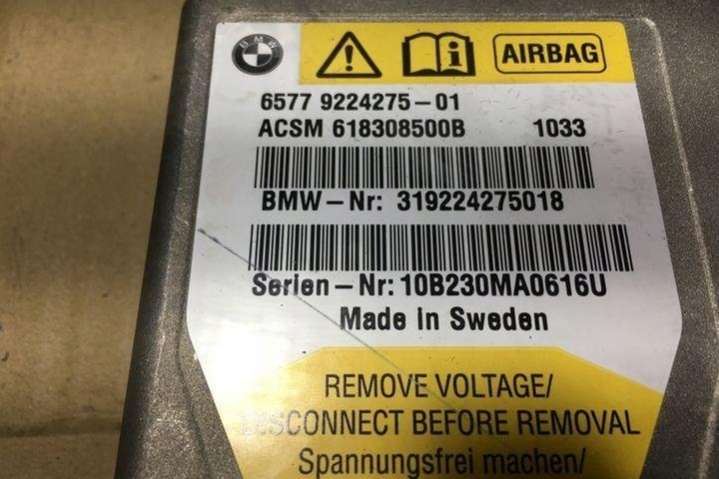 BMW
AIRBAG
6577 9224275-01
ACSM 618308500B 1033
BMW-Nr: 319224275018
Serien-Nr: 10B230MA0616U
Made in Sweden
REMOVE VOLTAGE/
DISCONNECT BEFORE REMOVAL
Spannungsfrei machen/